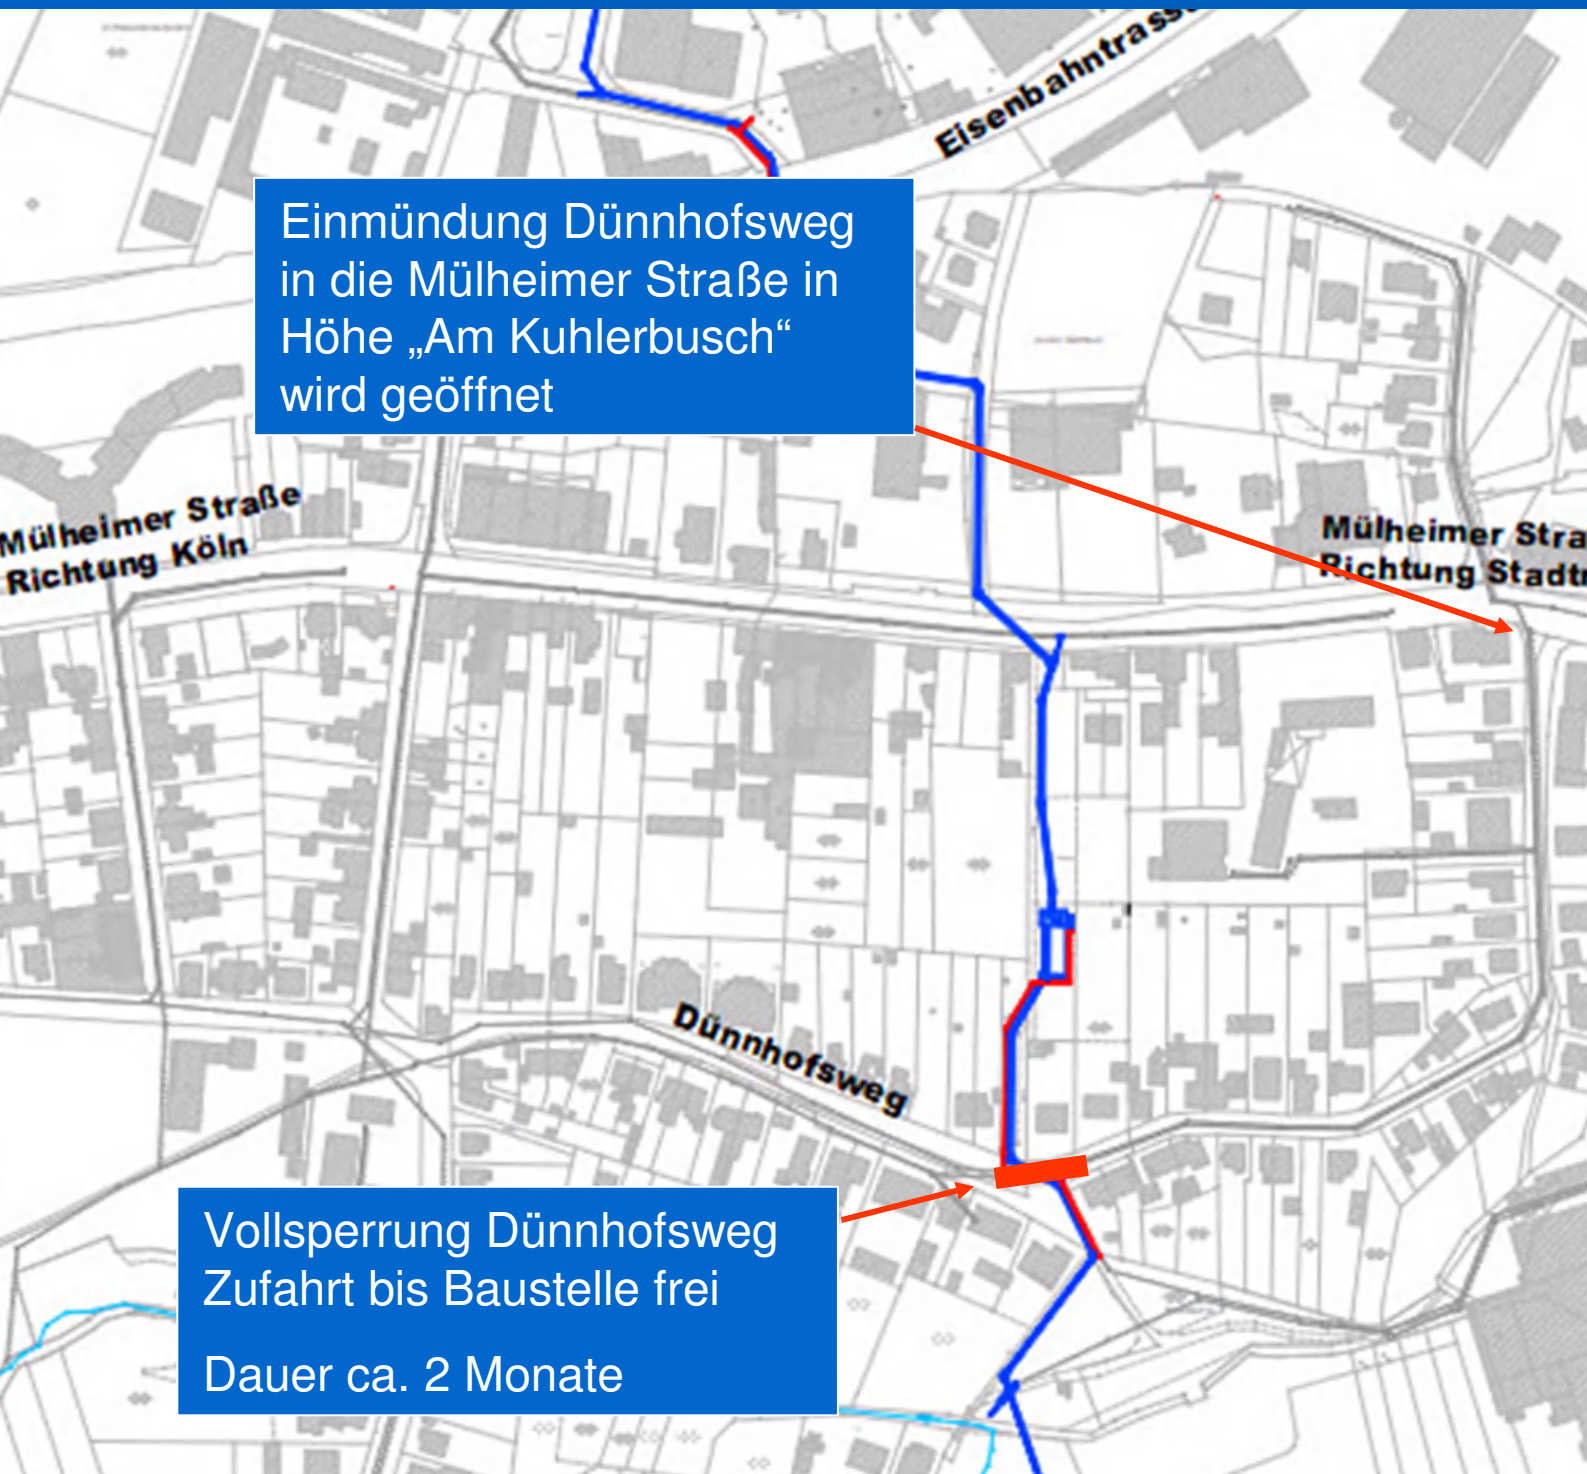 Eisenbahntrasse
Einmündung Dünnhofsweg
in die Mülheimer Straße in
Höhe „Am Kuhlerbusch“
wird geöffnet
Mülheimer Straße
Richtung Köln
Mülheimer Stra
Richtung Stadtm
Dünnhofsweg
Vollsperrung Dünnhofsweg
Zufahrt bis Baustelle frei
Dauer ca. 2 Monate